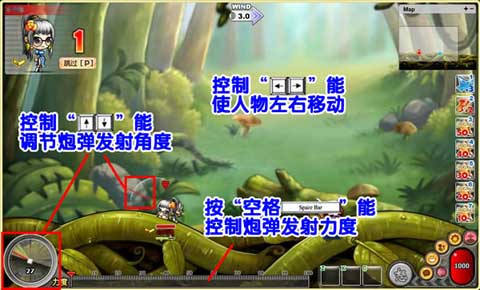 WIND
3.0
Map
1
跳过【P】
控制“←→”能
使人物左右移动
控制“↑↓”能
调节炮弹发射角度
按“空格 Space Bar ”能
控制炮弹发射力度
27
力度
1000